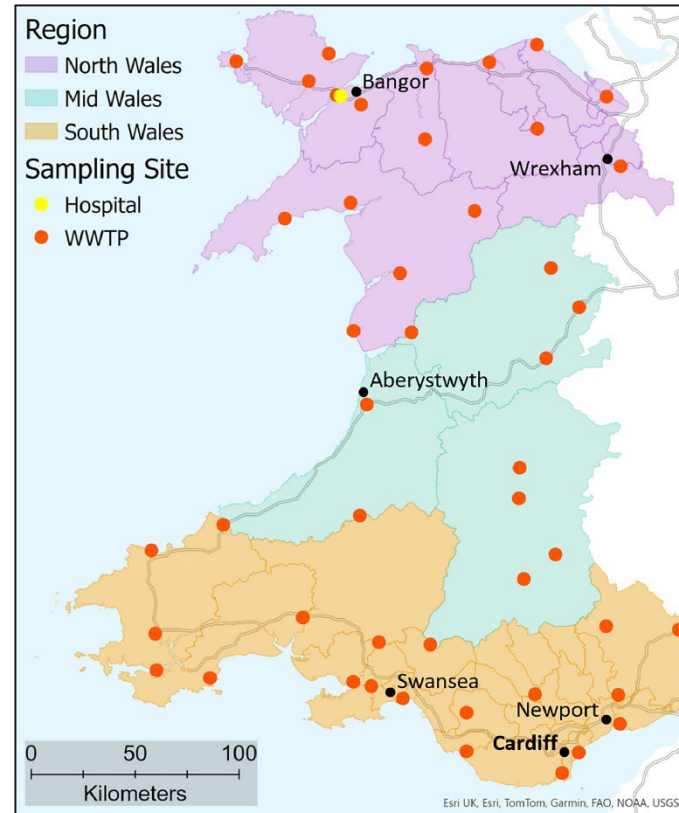 Region
North Wales
Mid Wales
South Wales
Sampling Site
Hospital
WWTP
Bangor
Wrexham
Aberystwyth
Swansea
Newport
Cardiff
0 50 100
Kilometers
Esri UK, Esri, TomTom, Garmin, FAO, NOAA, USGS